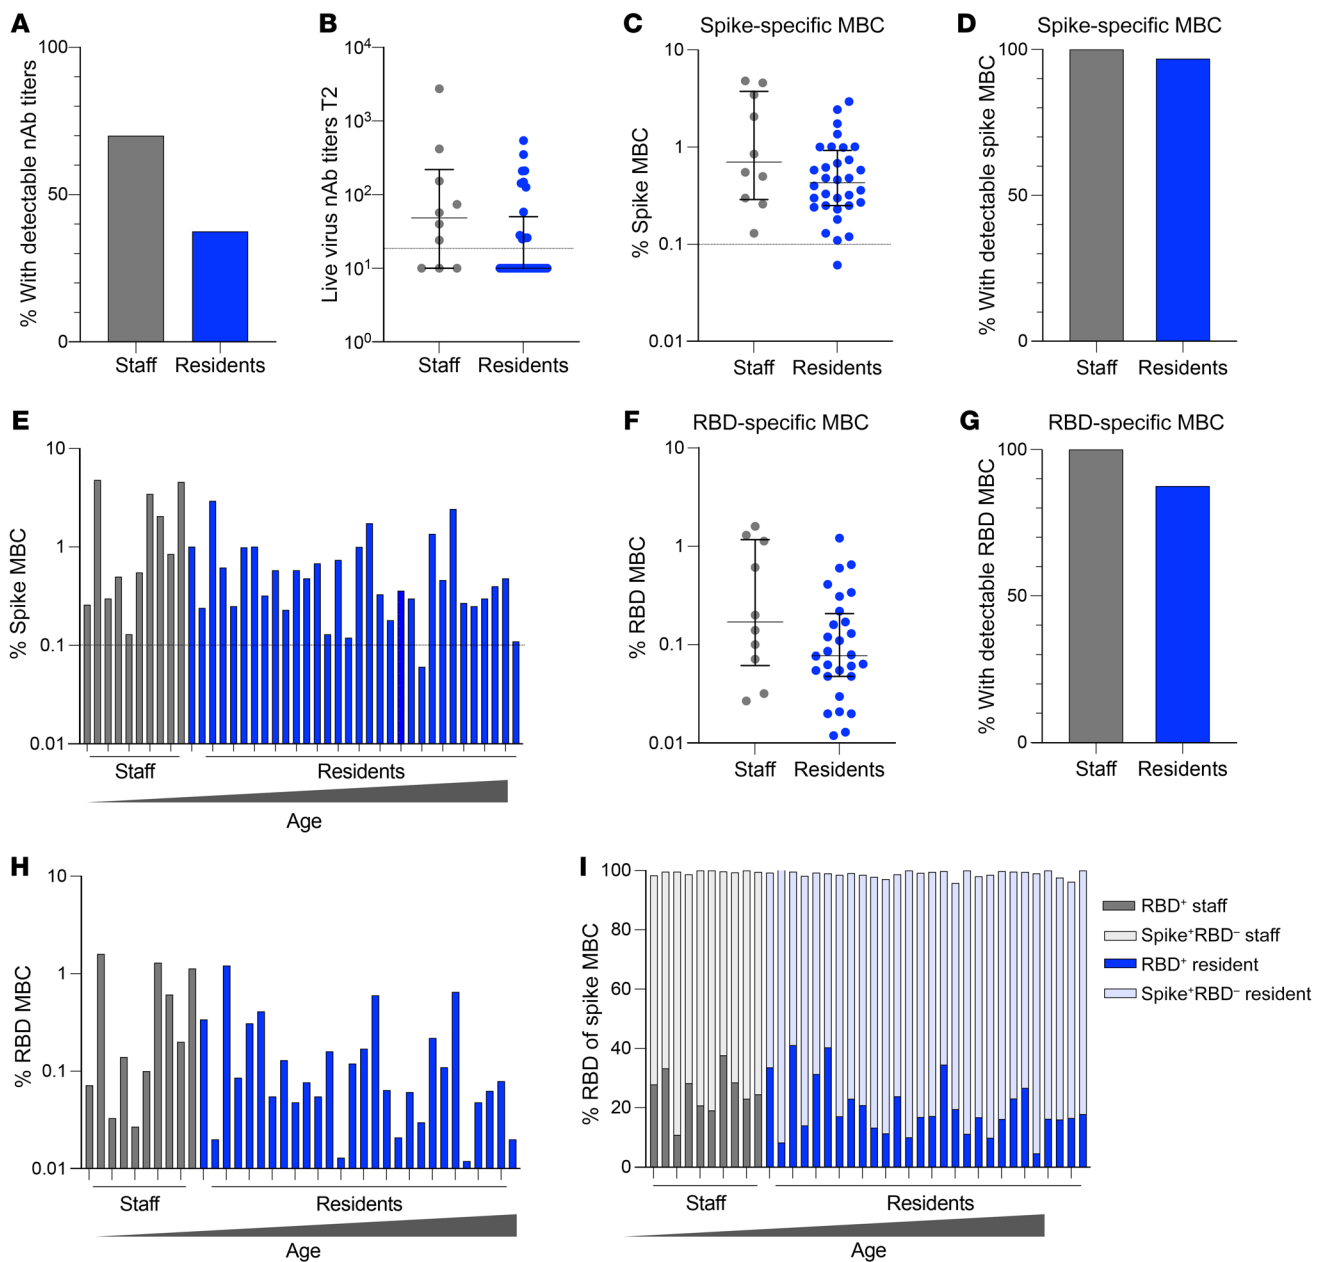 A
% With detectable nAb titers
100
50
0
Staff
Residents
B
Live virus nAb titers T2
10⁴
10³
10²
10¹
10⁰
Staff
Residents
C
Spike-specific MBC
% Spike MBC
10
1
0.1
0.01
Staff
Residents
D
Spike-specific MBC
% With detectable spike MBC
100
50
0
Staff
Residents
E
% Spike MBC
10
1
0.1
0.01
Staff
Residents
Age
F
RBD-specific MBC
% RBD MBC
10
1
0.1
0.01
Staff
Residents
G
RBD-specific MBC
% With detectable RBD MBC
100
50
0
Staff
Residents
H
% RBD MBC
10
1
0.1
0.01
Staff
Residents
Age
I
% RBD of spike MBC
100
80
60
40
20
0
Staff
Residents
Age
RBD⁺ staff
Spike⁺RBD⁻ staff
RBD⁺ resident
Spike⁺RBD⁻ resident